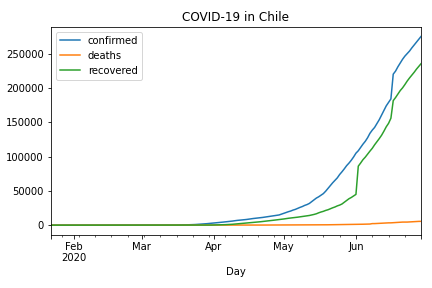 COVID-19 in Chile
confirmed
deaths
recovered
250000
200000
150000
100000
50000
0
Feb
2020
Mar
Apr
May
Jun
Day